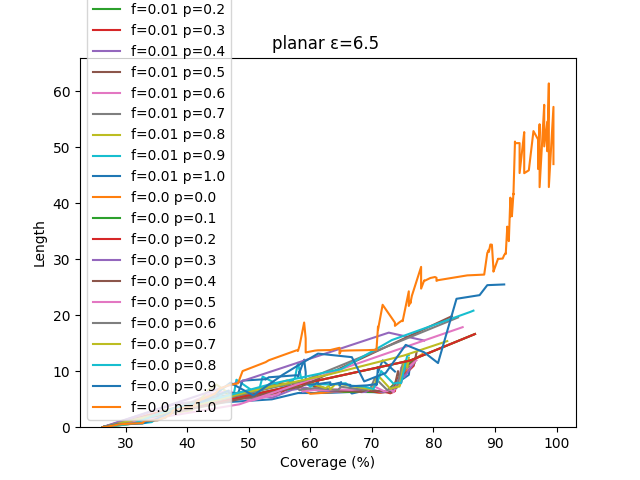 f=0.01 p=0.2
f=0.01 p=0.3
planar ε=6.5
f=0.01 p=0.4
f=0.01 p=0.5
f=0.01 p=0.6
f=0.01 p=0.7
f=0.01 p=0.8
f=0.01 p=0.9
f=0.01 p=1.0
f=0.0 p=0.0
f=0.0 p=0.1
f=0.0 p=0.2
f=0.0 p=0.3
f=0.0 p=0.4
f=0.0 p=0.5
f=0.0 p=0.6
f=0.0 p=0.7
f=0.0 p=0.8
f=0.0 p=0.9
f=0.0 p=1.0
60
50
40
30
20
10
0
Length
30 40 50 60 70 80 90 100
Coverage (%)